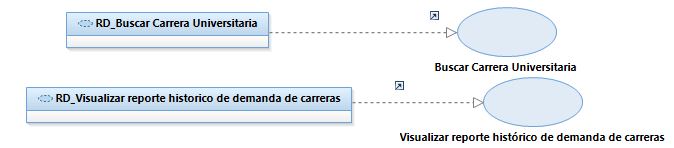 RD_Buscar Carrera Universitaria
Buscar Carrera Universitaria
RD_Visualizar reporte historico de demanda de carreras
Visualizar reporte histórico de demanda de carreras